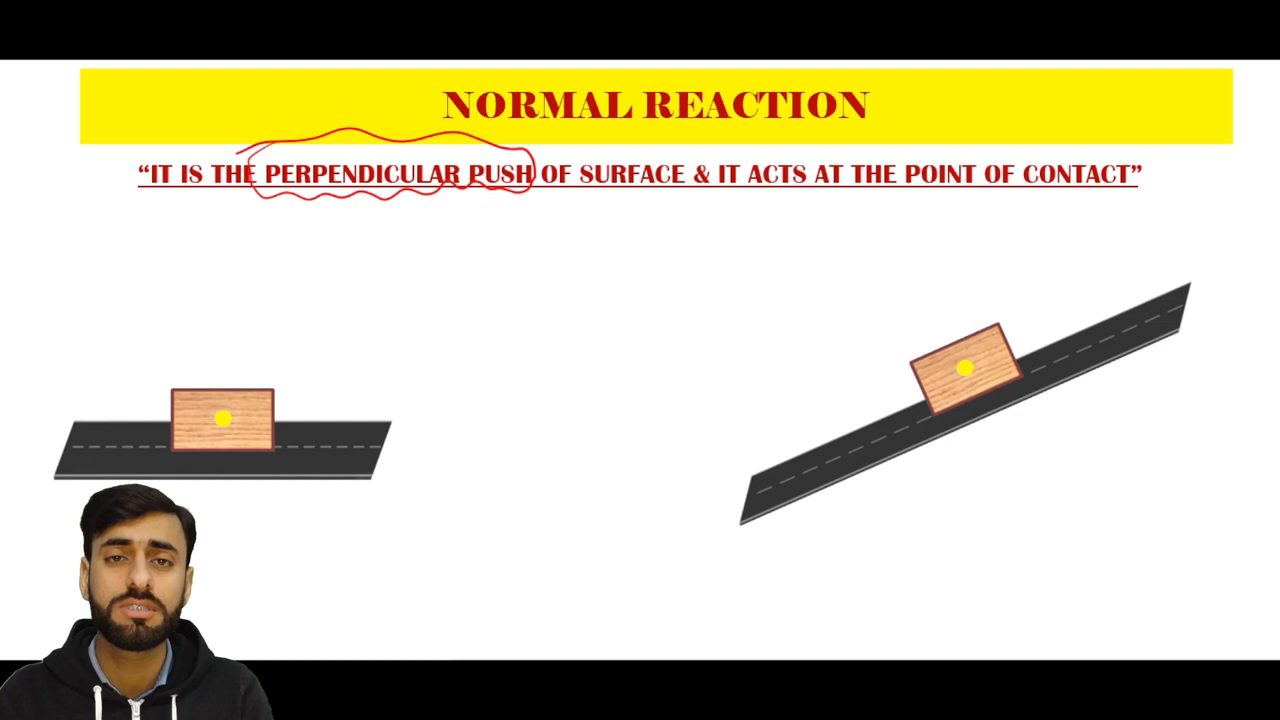 NORMAL REACTION
“IT IS THE PERPENDICULAR PUSH OF SURFACE & IT ACTS AT THE POINT OF CONTACT”